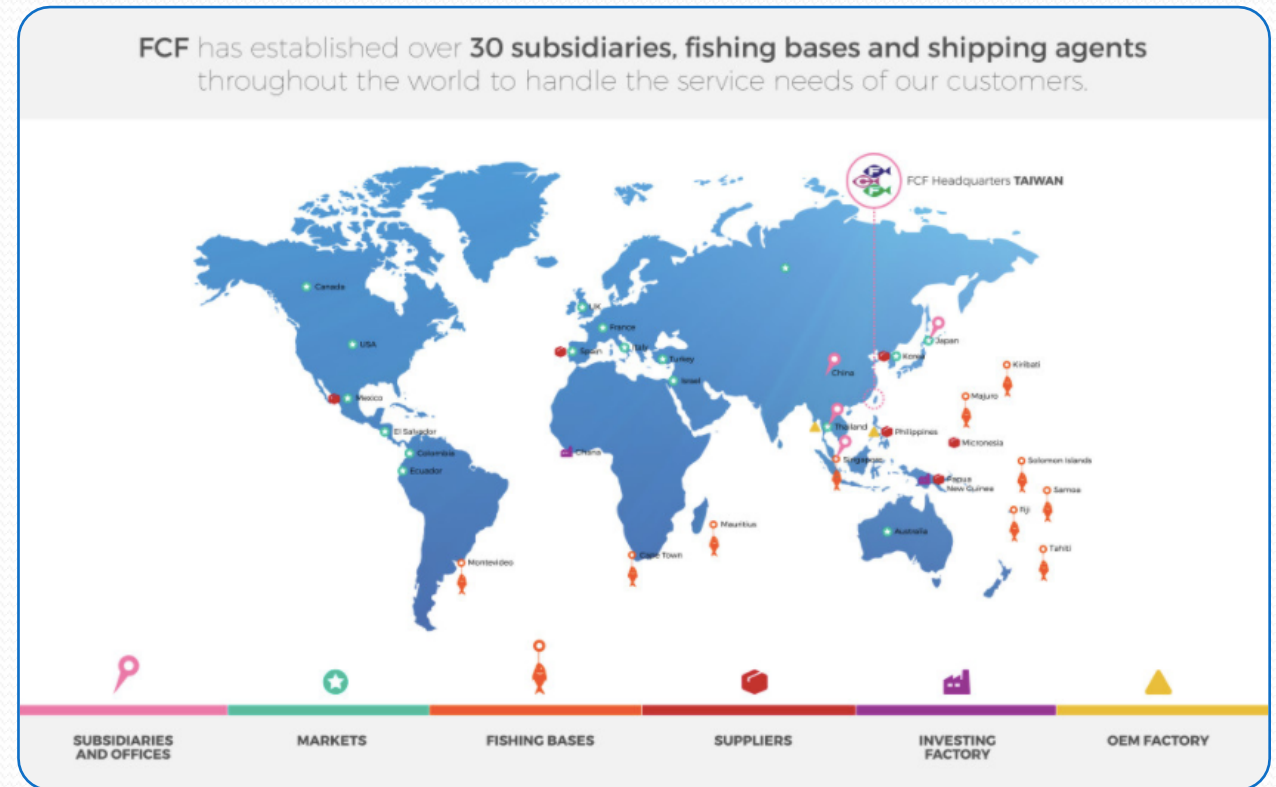 FCF has established over 30 subsidiaries, fishing bases and shipping agents
throughout the world to handle the service needs of our customers.
FCF
FCF Headquarters TAIWAN
Canada
UK
France
USA
Italy
Japan
Spain
Korea
Turkey
Kiribati
China
Israel
Mexico
Majuro
Thailand
El Salvador
Philippines
Micronesia
Colombia
Ghana
Singapore
Solomon Islands
Ecuador
Papua
New Guinea
Samoa
Fiji
Mauritius
Australia
Tahiti
Cape Town
Montevideo
SUBSIDIARIES
AND OFFICES
MARKETS
FISHING BASES
SUPPLIERS
INVESTING
FACTORY
OEM FACTORY